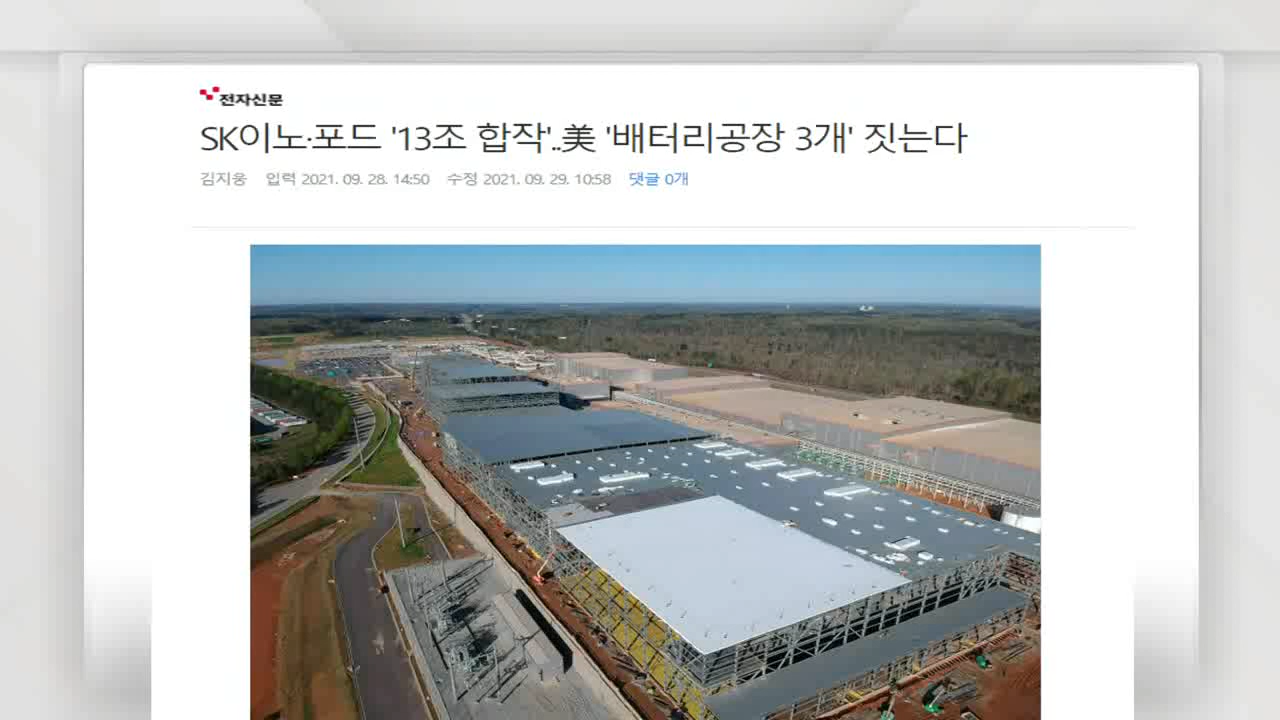 전자신문
SK이노·포드 '13조 합작'..美 '배터리공장 3개' 짓는다
김지웅 입력 2021. 09. 28. 14:50 수정 2021. 09. 29. 10:58 댓글 0개